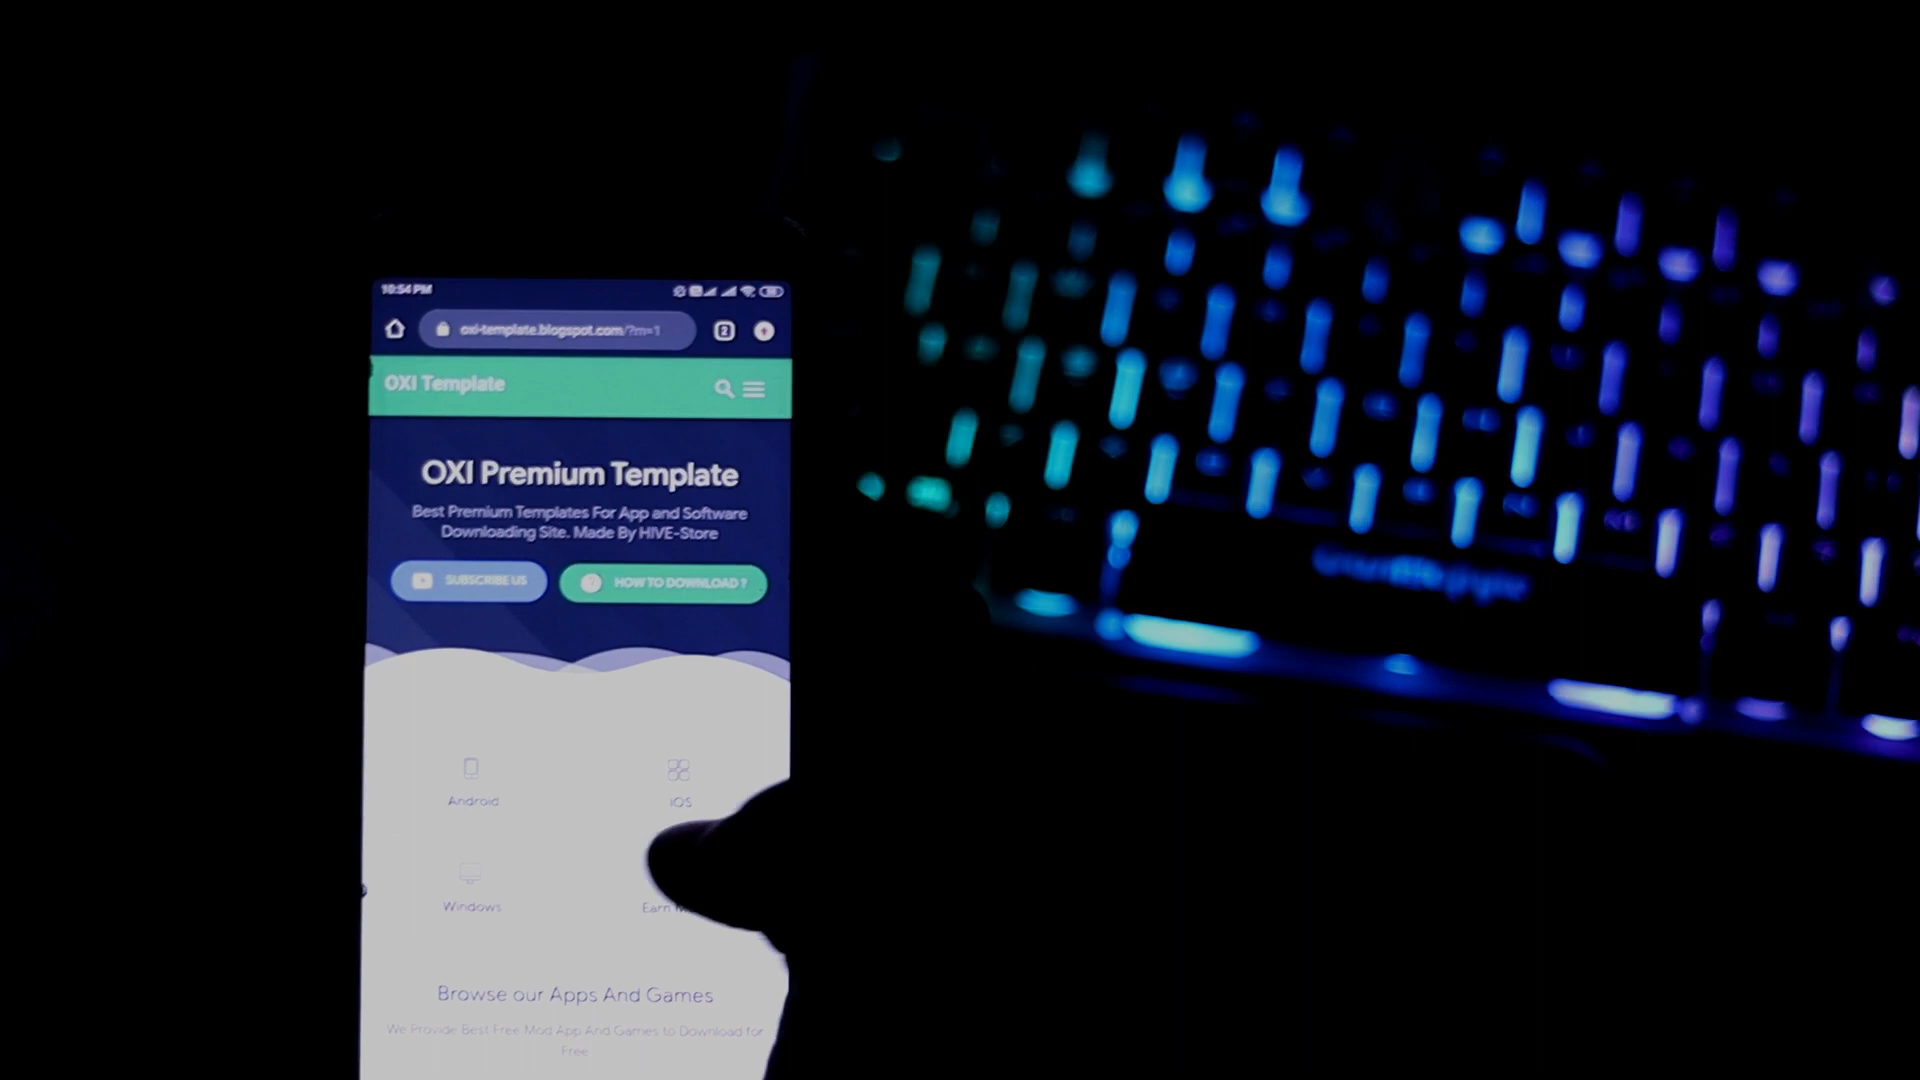 10:54 PM
oxi-template.blogspot.com/?m=1
2
OXI Template
OXI Premium Template
Best Premium Templates For App and Software
Downloading Site. Made By HIVE-Store
SUBSCRIBE US
HOW TO DOWNLOAD ?
Android
iOS
Windows
Earn
Browse our Apps And Games
We Provide Best Free Mod App And Games to Download for
Free